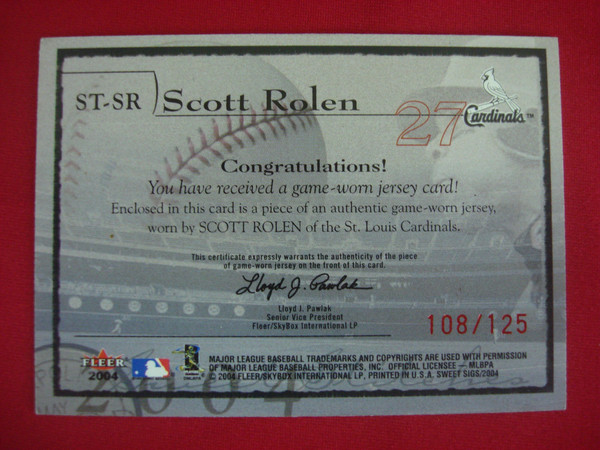 ST-SR
Scott Rolen
27
Cardinals™
Congratulations!
You have received a game-worn jersey card!
Enclosed in this card is a piece of an authentic game-worn jersey,
worn by SCOTT ROLEN of the St. Louis Cardinals.
This certificate expressly warrants the authenticity of the piece
of game-worn jersey on the front of this card.
Lloyd J. Pawlak
Lloyd J. Pawlak
Senior Vice President
Fleer/SkyBox International LP
108/125
FLEER
2004
MAJOR LEAGUE BASEBALL TRADEMARKS AND COPYRIGHTS ARE USED WITH PERMISSION
OF MAJOR LEAGUE BASEBALL PROPERTIES, INC. OFFICIAL LICENSEE — MLBPA
© 2004 FLEER/SKYBOX INTERNATIONAL LP, PRINTED IN U.S.A. SWEET SIGS/2004
MAY
2004